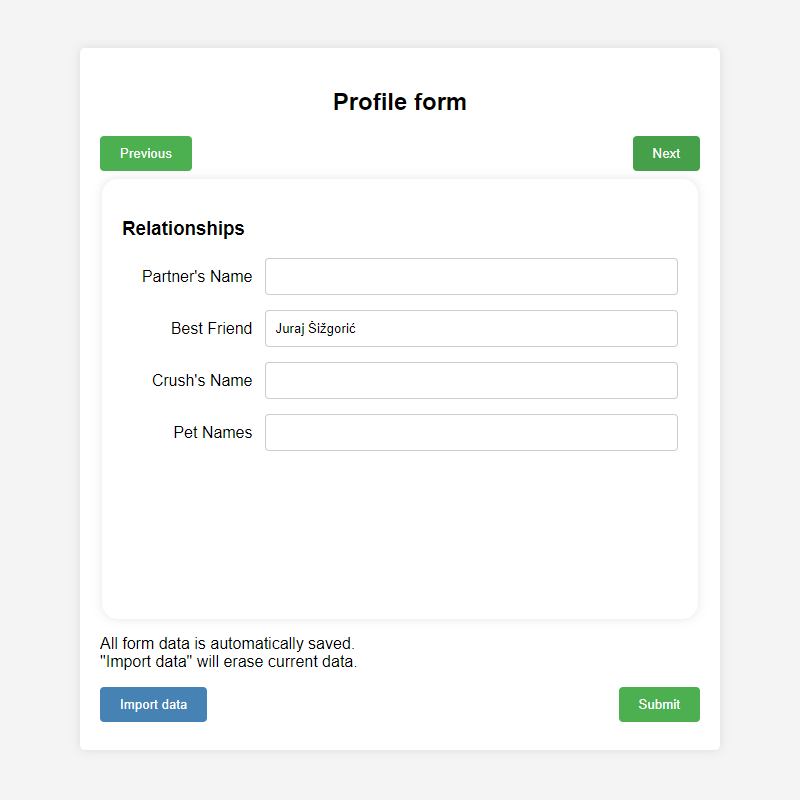 Profile form
Previous
Next
Relationships
Partner's Name
Best Friend
Juraj Šižgorić
Crush's Name
Pet Names
All form data is automatically saved.
"Import data" will erase current data.
Import data
Submit